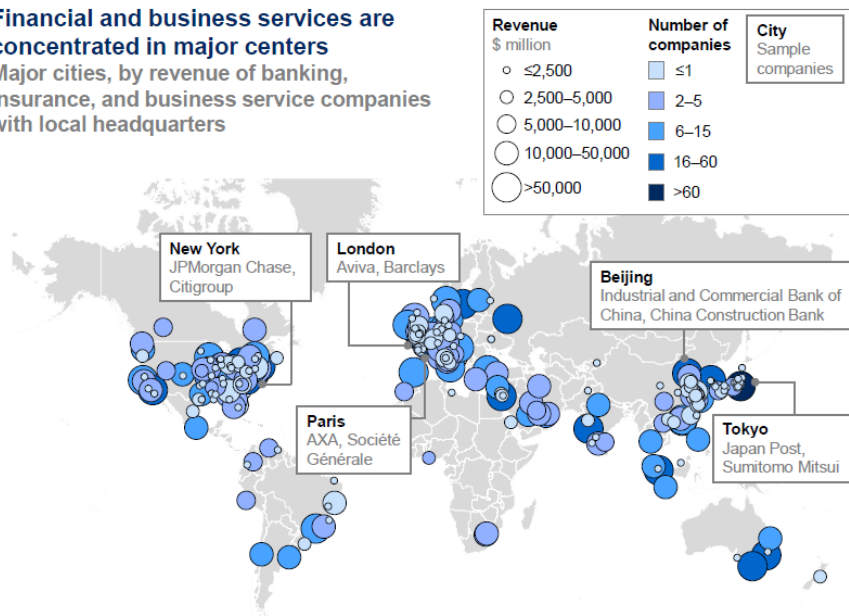 Financial and business services are
concentrated in major centers
Major cities, by revenue of banking,
insurance, and business service companies
with local headquarters
Revenue
$ million
≤2,500
2,500–5,000
5,000–10,000
10,000–50,000
>50,000
Number of
companies
≤1
2–5
6–15
16–60
>60
City
Sample
companies
New York
JPMorgan Chase,
Citigroup
London
Aviva, Barclays
Beijing
Industrial and Commercial Bank of
China, China Construction Bank
Paris
AXA, Société
Générale
Tokyo
Japan Post,
Sumitomo Mitsui